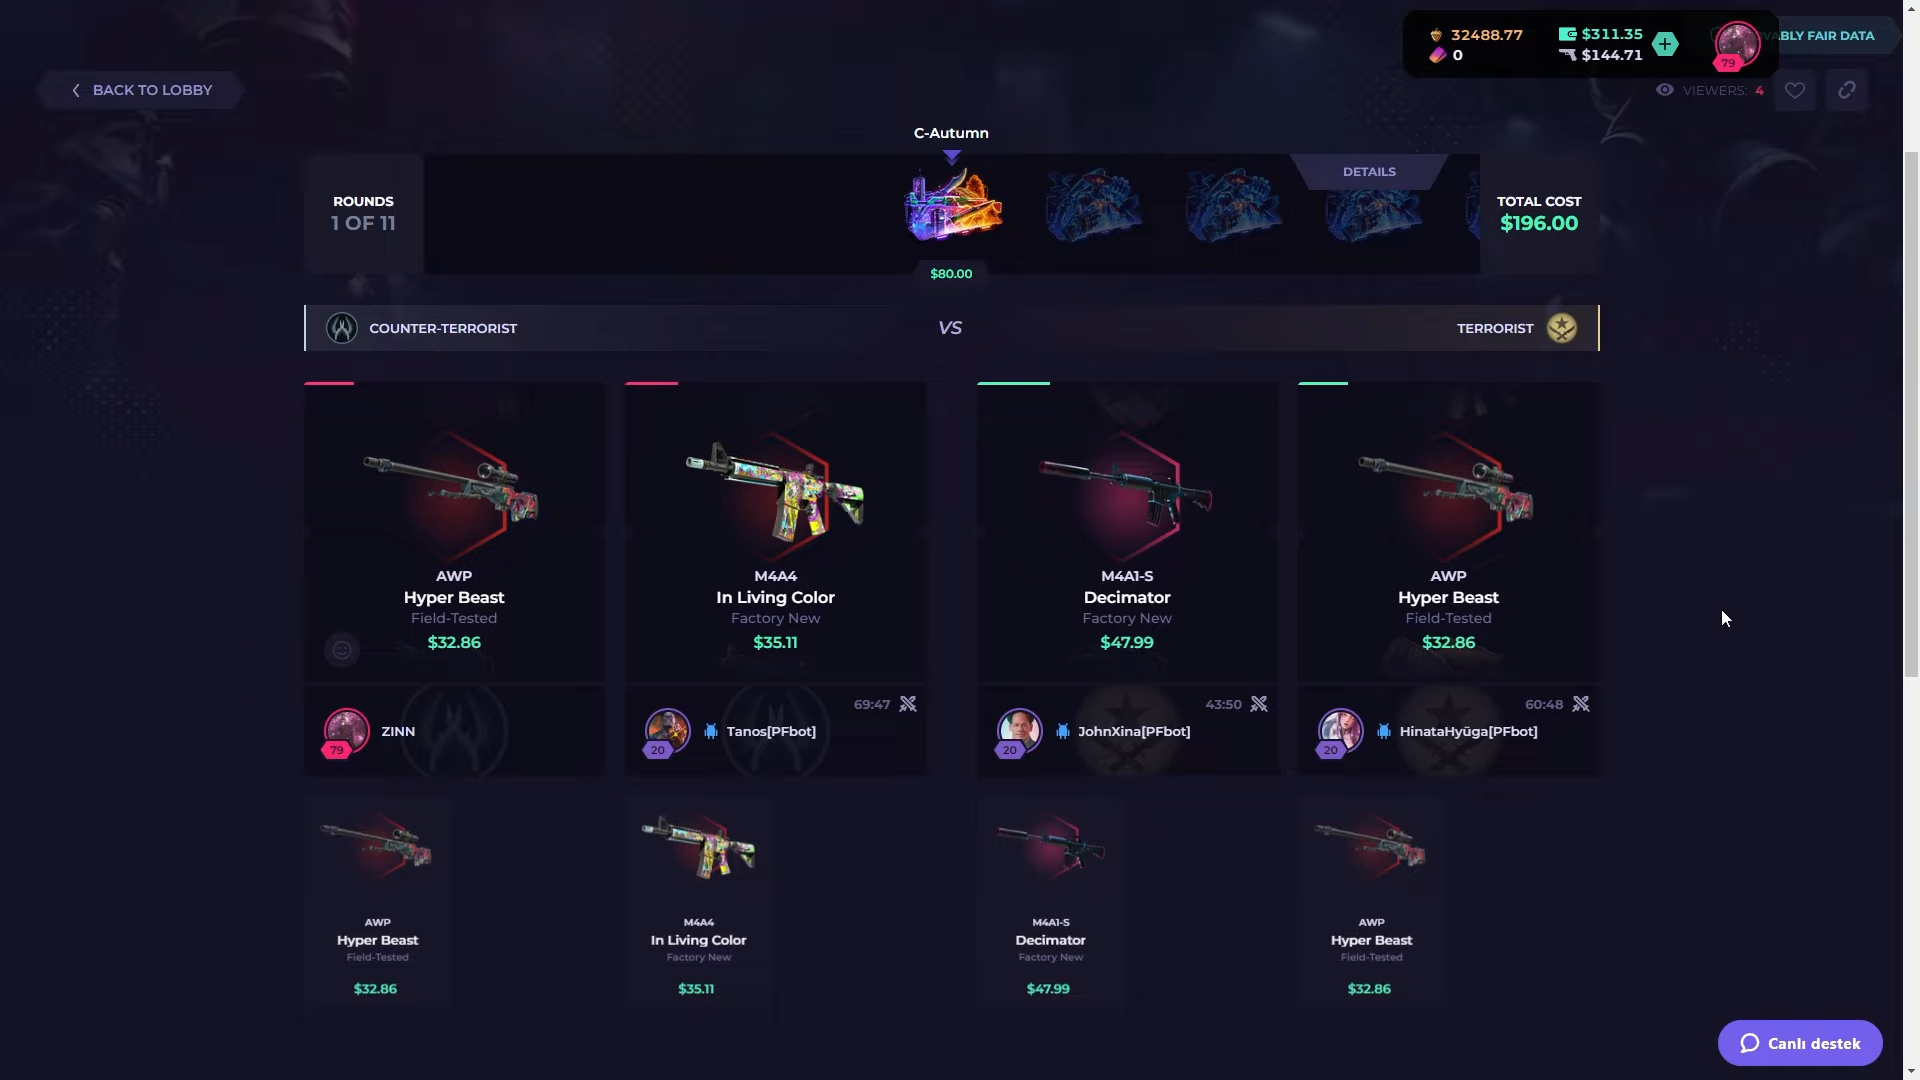 32488.77
$311.35
0
$144.71
79
VABLY FAIR DATA
BACK TO LOBBY
VIEWERS: 4
C-Autumn
ROUNDS
1 OF 11
DETAILS
TOTAL COST
$196.00
$80.00
COUNTER-TERRORIST
VS
TERRORIST
AWP
Hyper Beast
Field-Tested
$32.86
M4A4
In Living Color
Factory New
$35.11
M4A1-S
Decimator
Factory New
$47.99
AWP
Hyper Beast
Field-Tested
$32.86
79
ZINN
69:47
20
Tanos[PFbot]
43:50
20
JohnXina[PFbot]
60:48
20
HinataHyūga[PFbot]
AWP
Hyper Beast
Field-Tested
$32.86
M4A4
In Living Color
Factory New
$35.11
M4A1-S
Decimator
Factory New
$47.99
AWP
Hyper Beast
Field-Tested
$32.86
Canlı destek